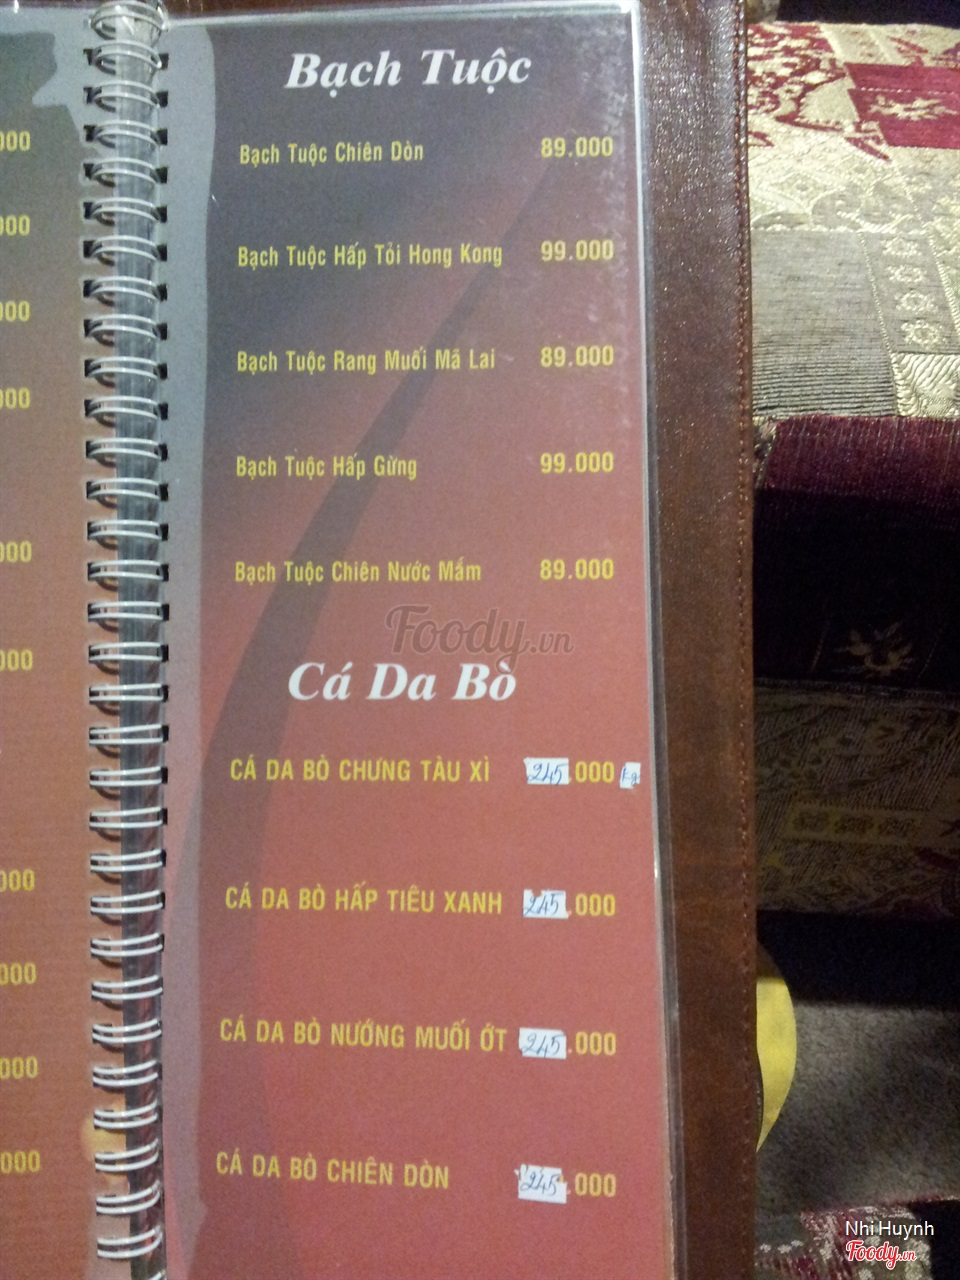 Bạch Tuộc
Bạch Tuộc Chiên Dòn 89.000
Bạch Tuộc Hấp Tỏi Hong Kong 99.000
Bạch Tuộc Rang Muối Mã Lai 89.000
Bạch Tuộc Hấp Gừng 99.000
Bạch Tuộc Chiên Nước Mắm 89.000
Foody.vn
Cá Da Bò
CÁ DA BÒ CHƯNG TÀU XÌ 245.000 kg
CÁ DA BÒ HẤP TIÊU XANH 245.000
CÁ DA BÒ NƯỚNG MUỐI ỚT 245.000
CÁ DA BÒ CHIÊN DÒN 245.000
Nhi Huynh
Foody.vn